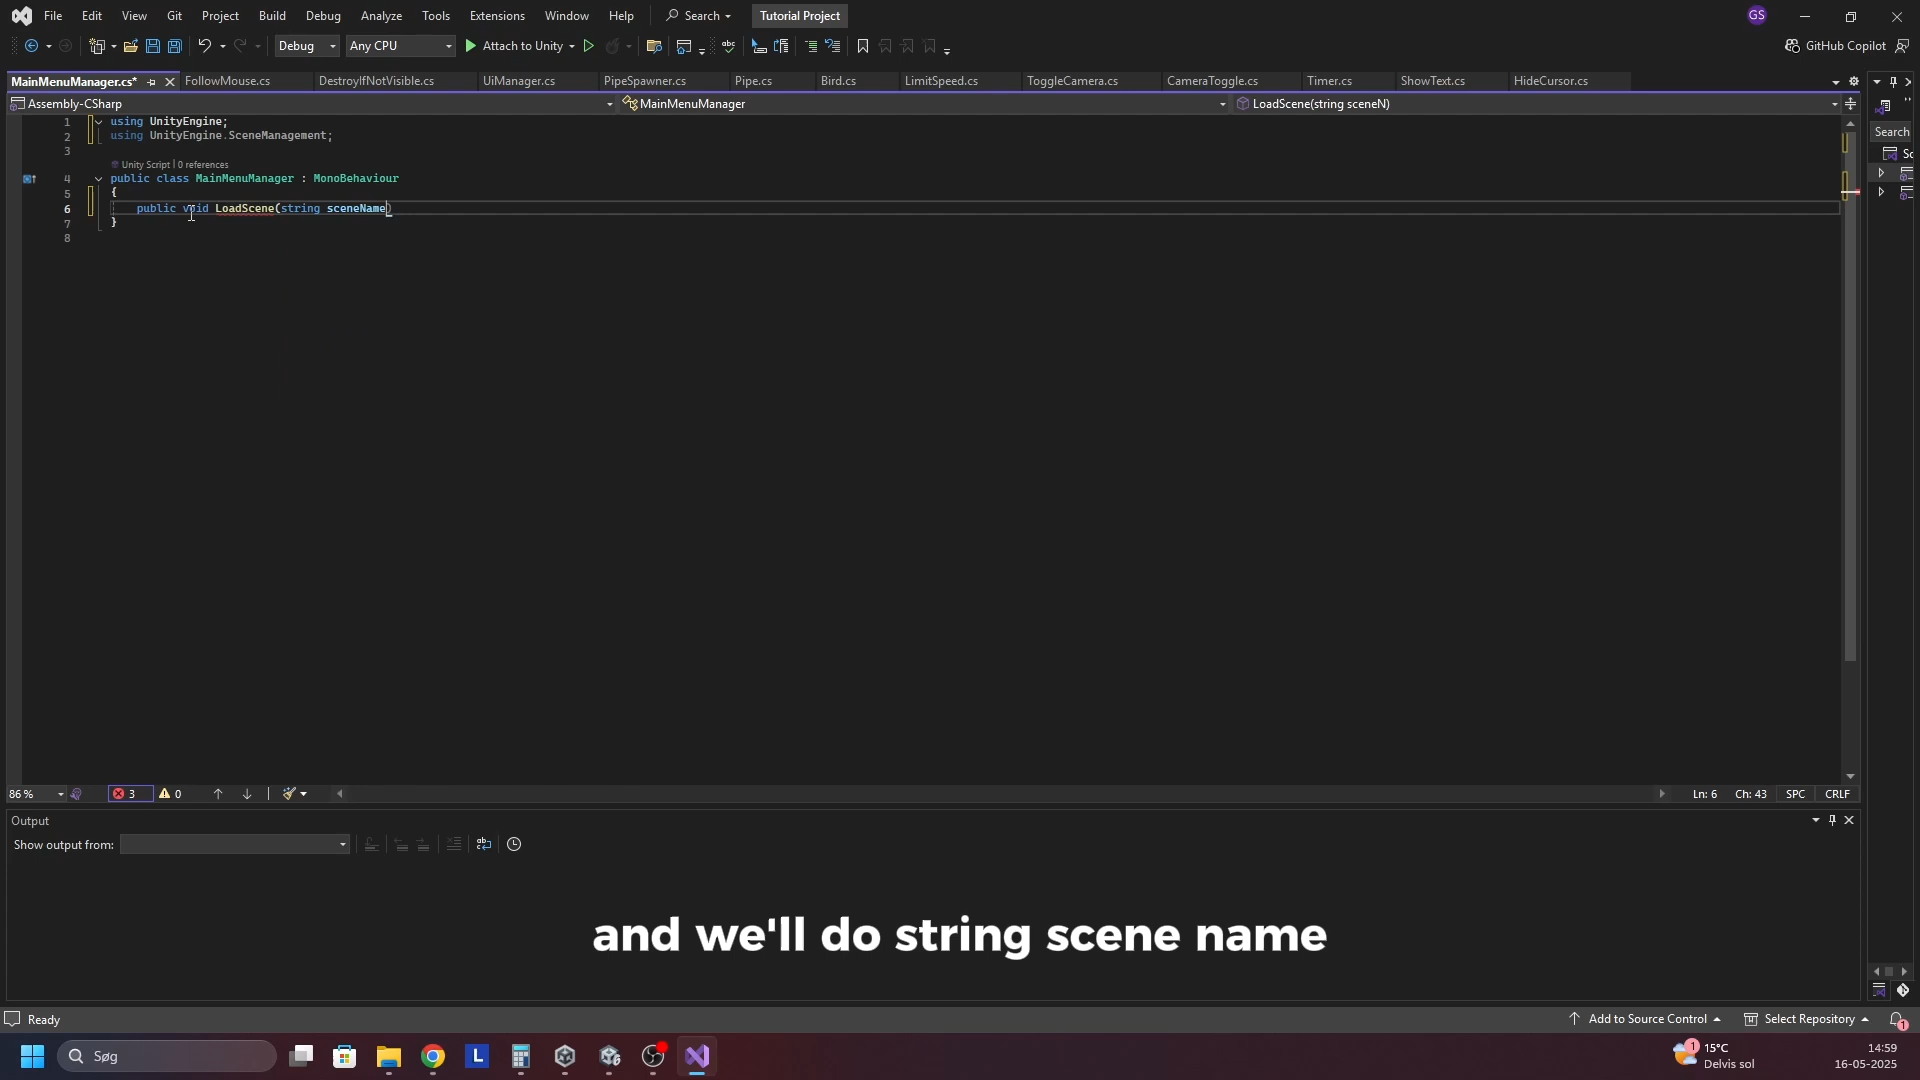 File Edit View Git Project Build Debug Analyze Tools Extensions Window Help Search Tutorial Project GS
Debug Any CPU Attach to Unity GitHub Copilot
MainMenuManager.cs* FollowMouse.cs DestroyIfNotVisible.cs UiManager.cs PipeSpawner.cs Pipe.cs Bird.cs LimitSpeed.cs ToggleCamera.cs CameraToggle.cs Timer.cs ShowText.cs HideCursor.cs
Assembly-CSharp MainMenuManager LoadScene(string sceneN)
1 using UnityEngine;
2 using UnityEngine.SceneManagement;
3
Unity Script | 0 references
4 public class MainMenuManager : MonoBehaviour
5 {
6 public void LoadScene(string sceneName)
7 }
8
Search
Sc
86 % 3 0 Ln: 6 Ch: 43 SPC CRLF
Output
Show output from:
and we'll do string scene name
Ready Add to Source Control Select Repository 1
Søg L 1 15°C 14:59
Delvis sol 16-05-2025